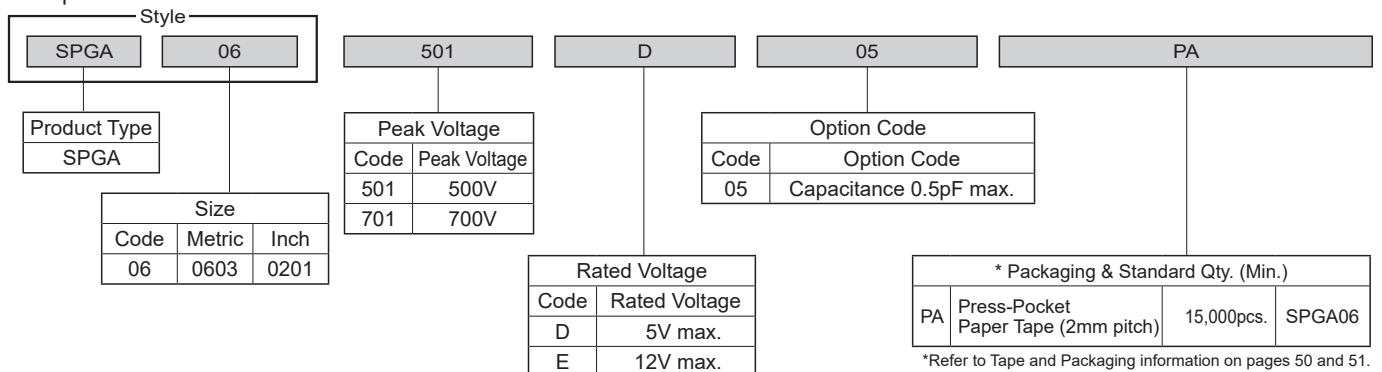 Style
SPGA 06 501 D 05 PA
Product Type
SPGA
Size
Code Metric Inch
06 0603 0201
Peak Voltage
Code Peak Voltage
501 500V
701 700V
Rated Voltage
Code Rated Voltage
D 5V max.
E 12V max.
Option Code
Code Option Code
05 Capacitance 0.5pF max.
* Packaging & Standard Qty. (Min.)
PA Press-Pocket
Paper Tape (2mm pitch) 15,000pcs. SPGA06
*Refer to Tape and Packaging information on pages 50 and 51.